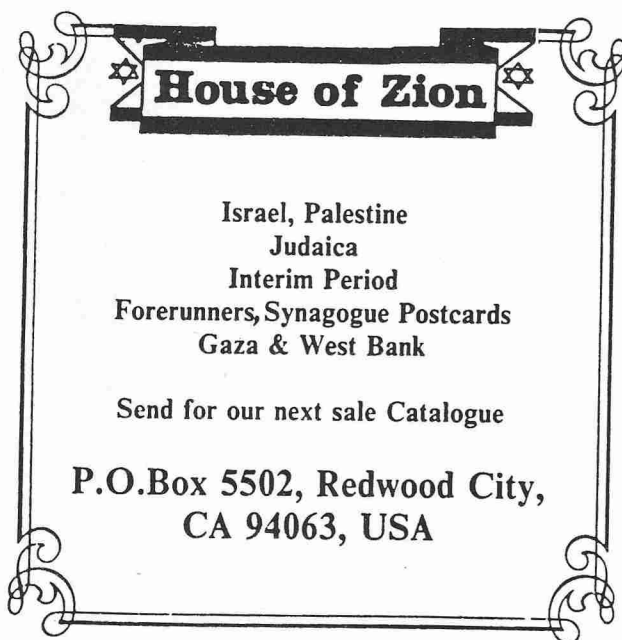 House of Zion
Israel, Palestine
Judaica
Interim Period
Forerunners, Synagogue Postcards
Gaza & West Bank
Send for our next sale Catalogue
P.O.Box 5502, Redwood City,
CA 94063, USA